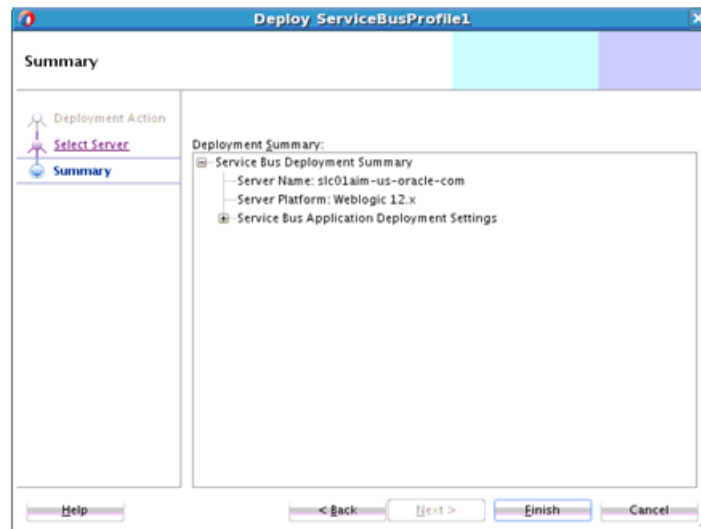 Deploy ServiceBusProfile1
Summary
Deployment Action
Select Server
Summary
Deployment Summary:
Service Bus Deployment Summary
Server Name: slc01aim-us-oracle-com
Server Platform: Weblogic 12.x
Service Bus Application Deployment Settings
Help
< Back
Next >
Finish
Cancel